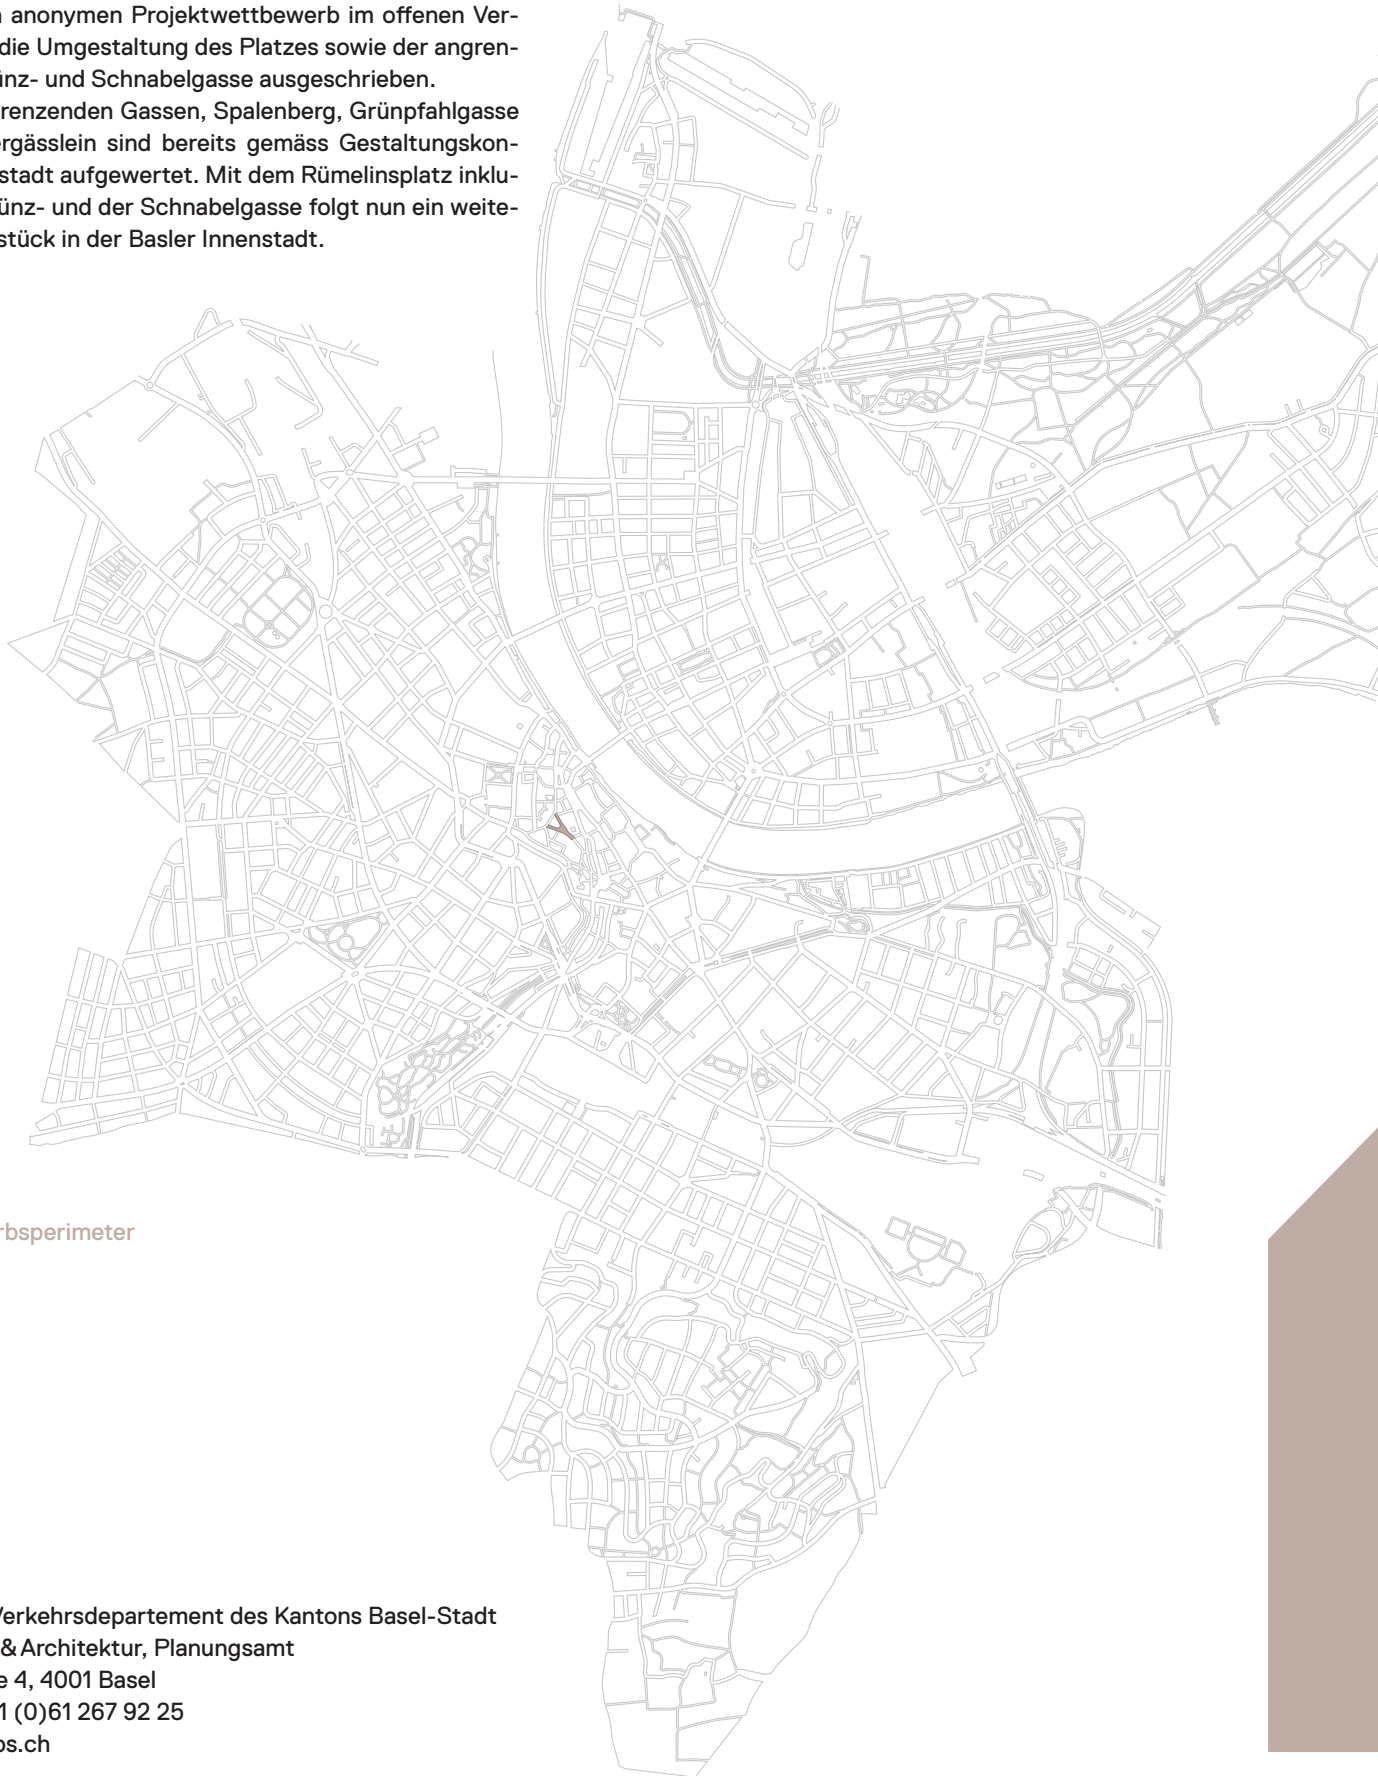 anonymen Projektwettbewerb im offenen Ver-
die Umgestaltung des Platzes sowie der angren-
ünz- und Schnabelgasse ausgeschrieben.
renzenden Gassen, Spalenberg, Grünpfahlgasse
ergässlein sind bereits gemäss Gestaltungskon-
stadt aufgewertet. Mit dem Rümelinsplatz inklu-
ünz- und der Schnabelgasse folgt nun ein weite-
stück in der Basler Innenstadt.
rbsperimeter
Verkehrsdepartement des Kantons Basel-Stadt
& Architektur, Planungsamt
e 4, 4001 Basel
1 (0)61 267 92 25
os.ch